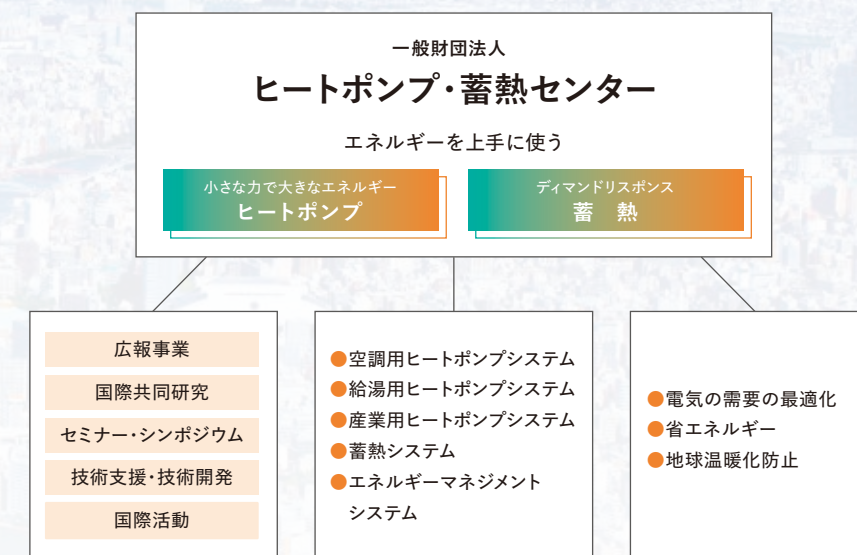 一般財団法人
ヒートポンプ・蓄熱センター
エネルギーを上手に使う
小さな力で大きなエネルギー
ヒートポンプ
ディマンドリスポンス
蓄 熱
広報事業
国際共同研究
セミナー・シンポジウム
技術支援・技術開発
国際活動
●空調用ヒートポンプシステム
●給湯用ヒートポンプシステム
●産業用ヒートポンプシステム
●蓄熱システム
●エネルギーマネジメント
システム
●電気の需要の最適化
●省エネルギー
●地球温暖化防止